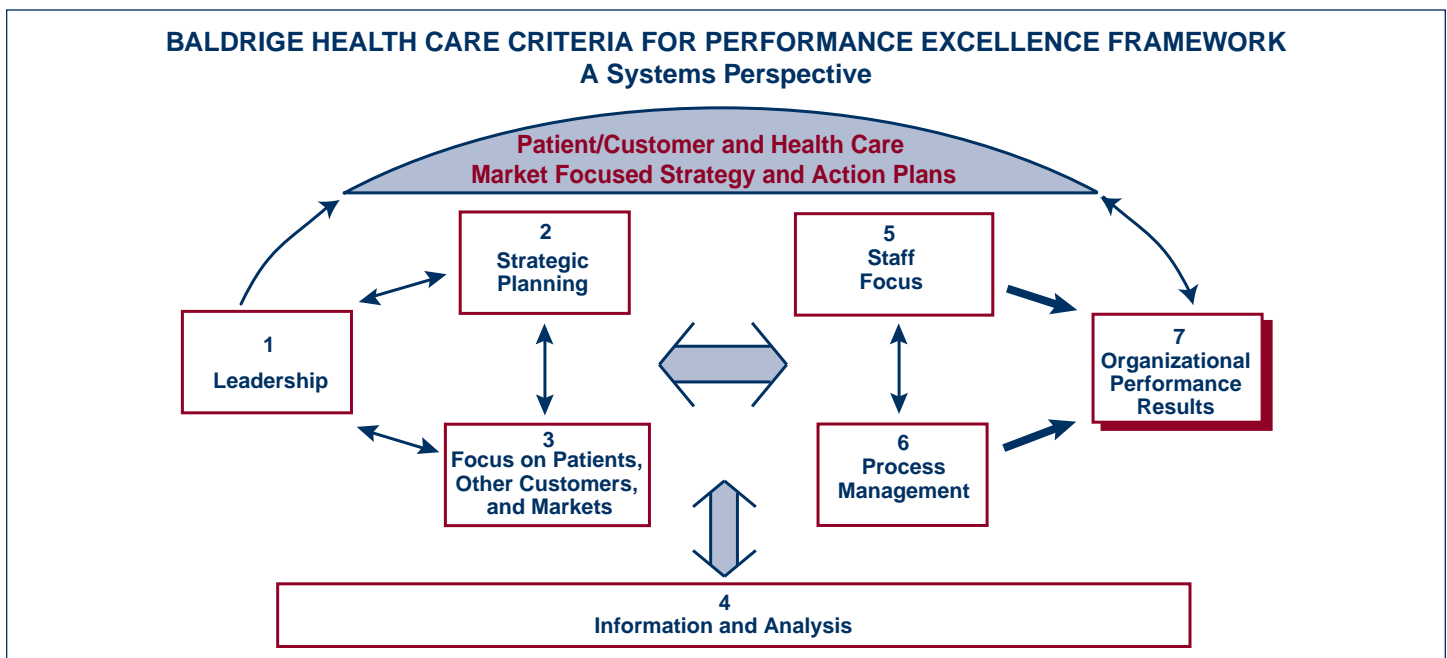 BALDRIGE HEALTH CARE CRITERIA FOR PERFORMANCE EXCELLENCE FRAMEWORK
A Systems Perspective
Patient/Customer and Health Care
Market Focused Strategy and Action Plans
1
Leadership
2
Strategic
Planning
3
Focus on Patients,
Other Customers,
and Markets
5
Staff
Focus
6
Process
Management
7
Organizational
Performance
Results
4
Information and Analysis